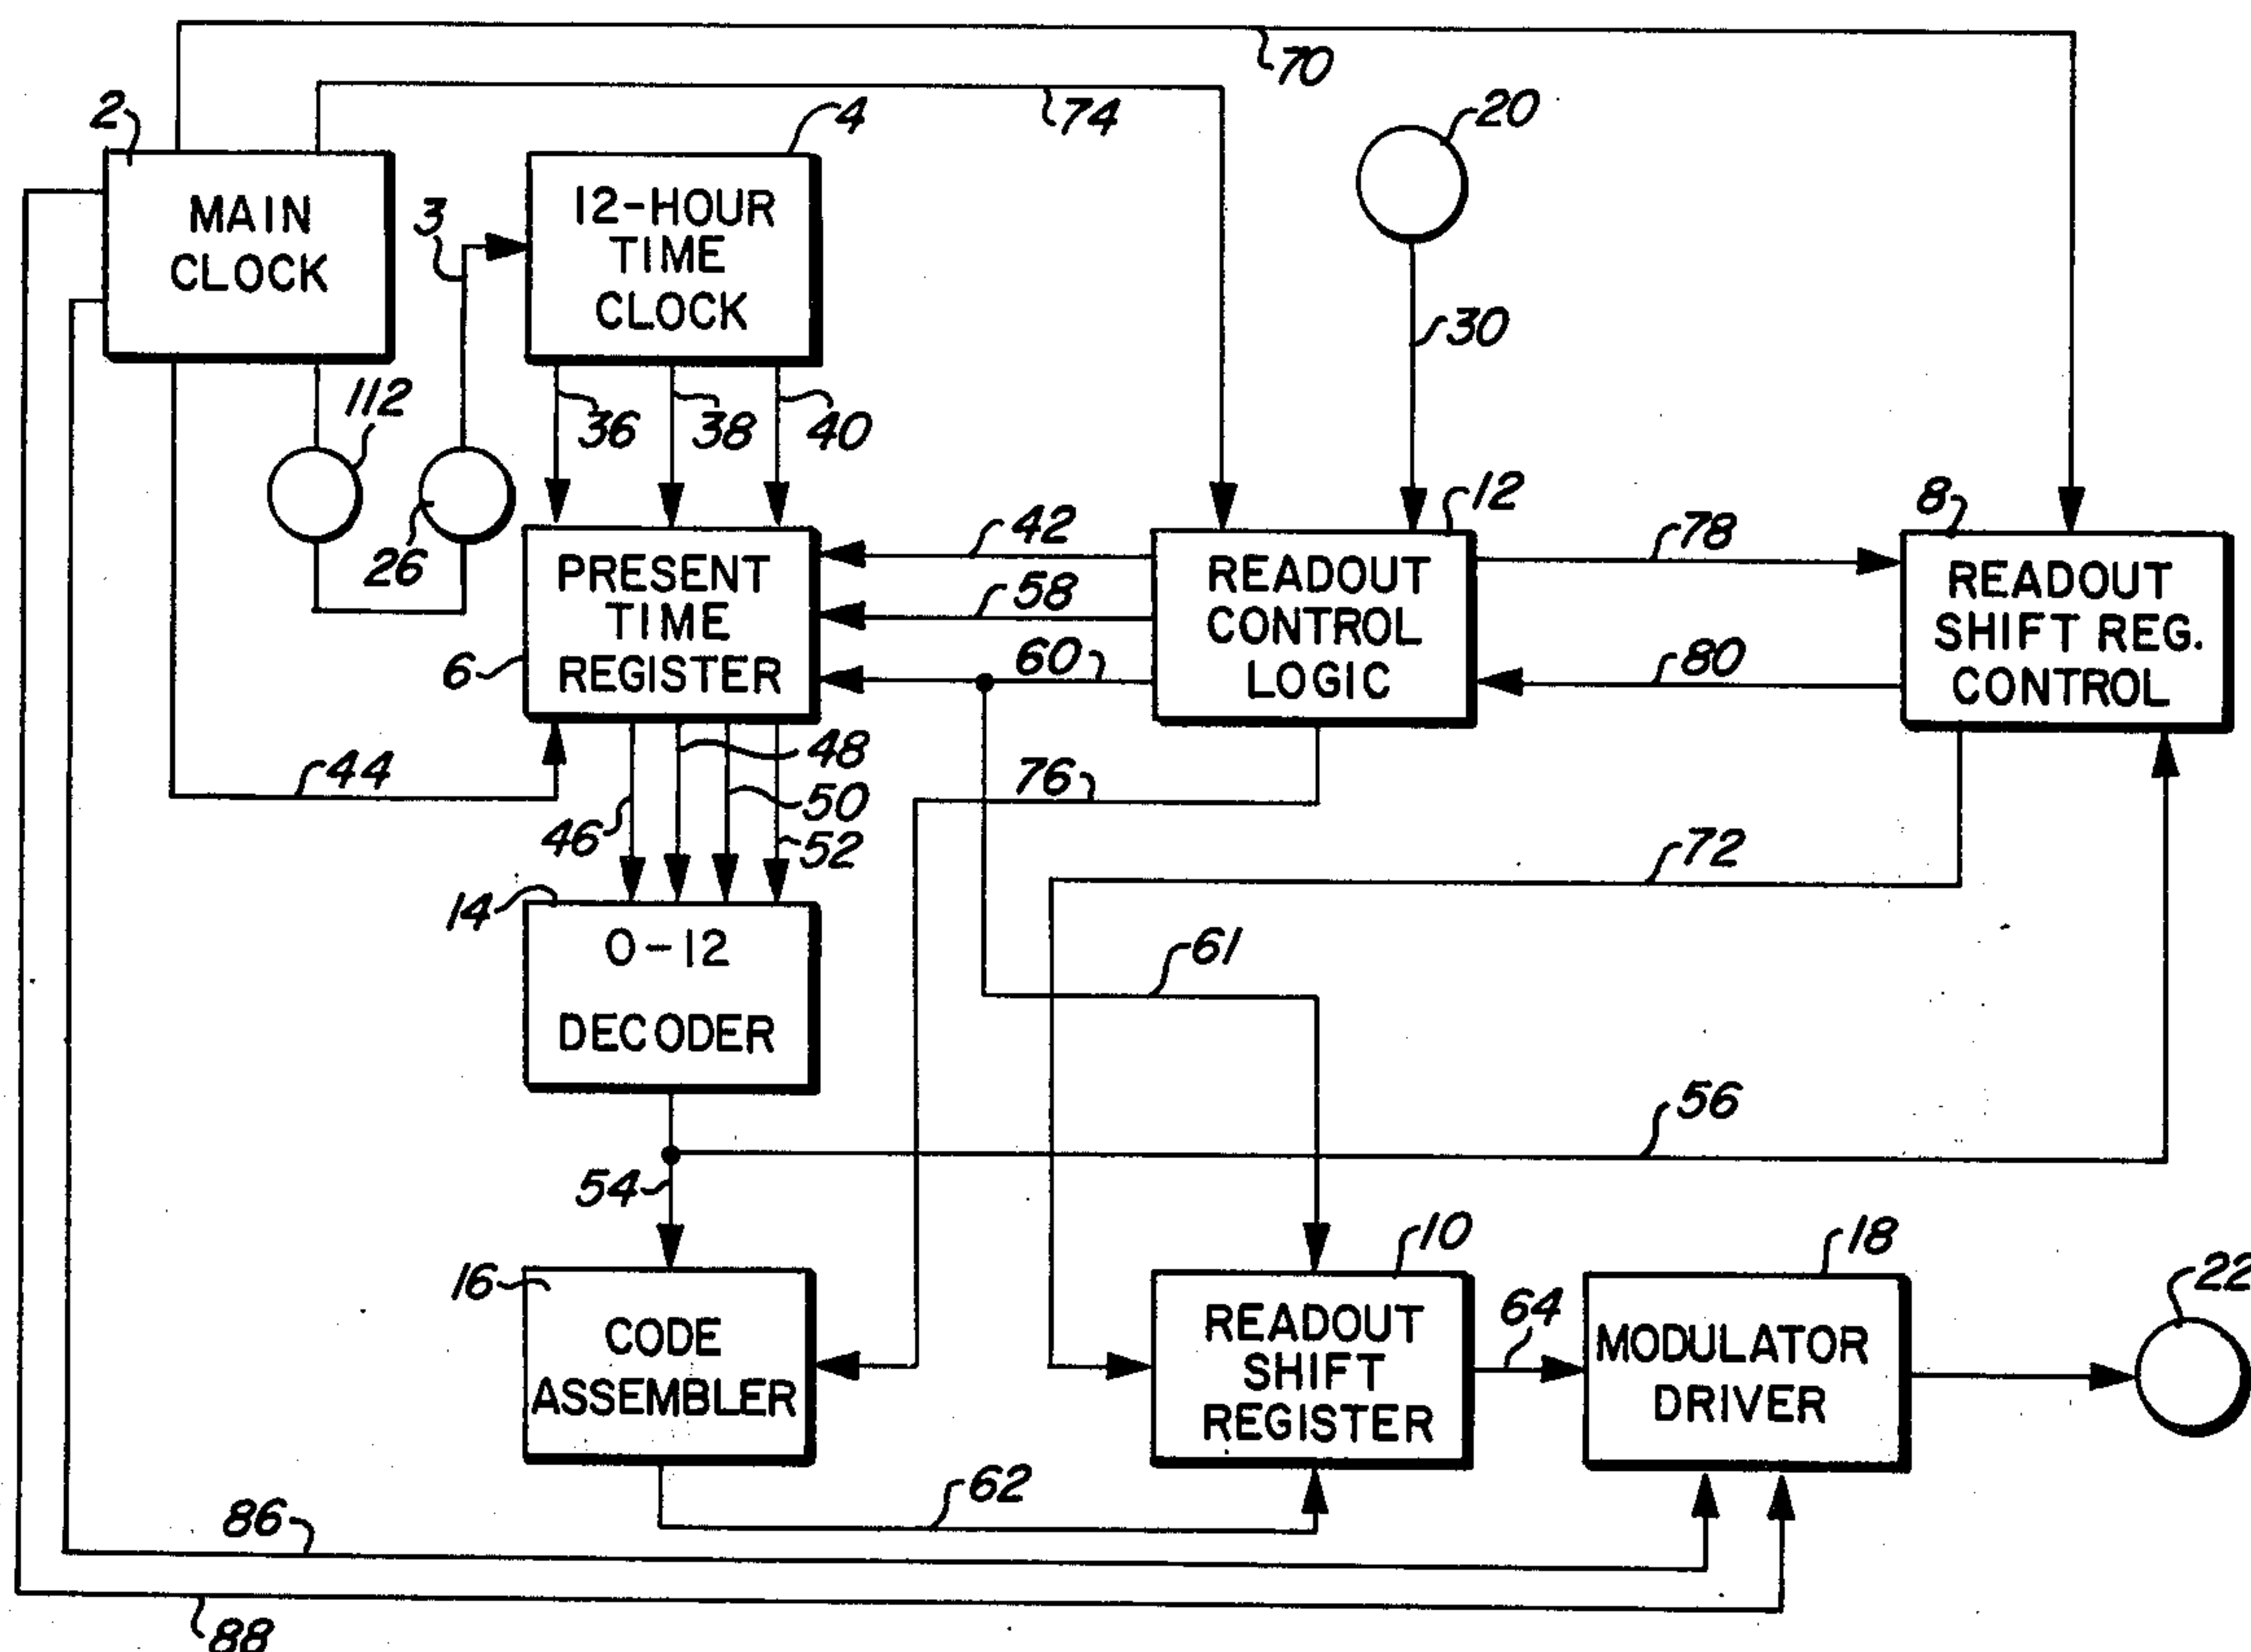 70
74
2
4
20
MAIN
CLOCK
3
12-HOUR
TIME
CLOCK
30
112
36
38
40
26
42
12
78
8
PRESENT
TIME
REGISTER
6
58
60
READOUT
CONTROL
LOGIC
80
READOUT
SHIFT REG.
CONTROL
44
48
76
46
50
52
72
14
0-12
DECODER
61
56
54
16
CODE
ASSEMBLER
10
READOUT
SHIFT
REGISTER
64
18
MODULATOR
DRIVER
22
62
86
88